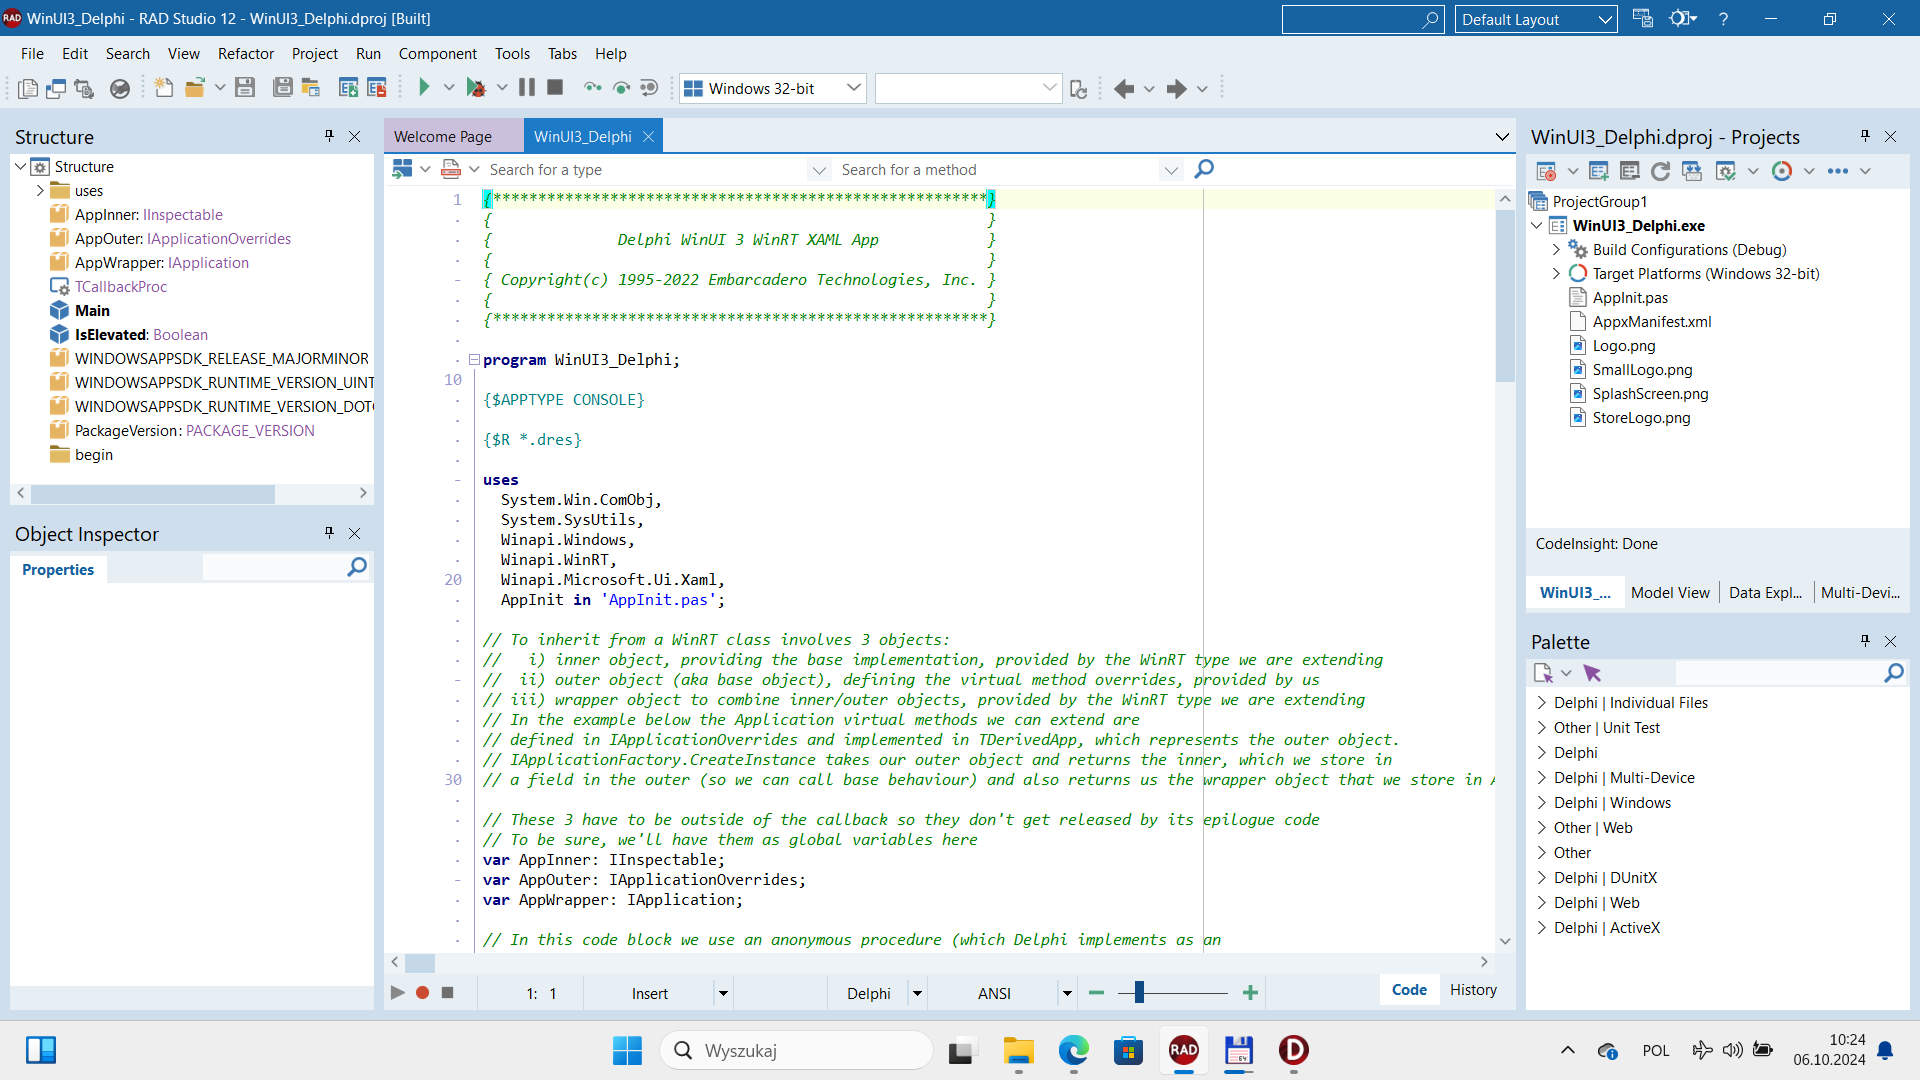 RAD WinUI3_Delphi - RAD Studio 12 - WinUI3_Delphi.dproj [Built]
Default Layout
?
File Edit Search View Refactor Project Run Component Tools Tabs Help
Windows 32-bit
Structure
Structure
uses
AppInner: IInspectable
AppOuter: IApplicationOverrides
AppWrapper: IApplication
TCallbackProc
Main
IsElevated: Boolean
WINDOWSAPPSDK_RELEASE_MAJORMINOR
WINDOWSAPPSDK_RUNTIME_VERSION_UINT
WINDOWSAPPSDK_RUNTIME_VERSION_DOT
PackageVersion: PACKAGE_VERSION
begin
Object Inspector
Properties
Welcome Page
WinUI3_Delphi
Search for a type
Search for a method
1 {*******************************************************}
{ }
{ Delphi WinUI 3 WinRT XAML App }
{ }
{ Copyright(c) 1995-2022 Embarcadero Technologies, Inc. }
{ }
{*******************************************************}
program WinUI3_Delphi;
10
{$APPTYPE CONSOLE}
{$R *.dres}
uses
System.Win.ComObj,
System.SysUtils,
Winapi.Windows,
Winapi.WinRT,
20 Winapi.Microsoft.Ui.Xaml,
AppInit in 'AppInit.pas';
// To inherit from a WinRT class involves 3 objects:
// i) inner object, providing the base implementation, provided by the WinRT type we are extending
// ii) outer object (aka base object), defining the virtual method overrides, provided by us
// iii) wrapper object to combine inner/outer objects, provided by the WinRT type we are extending
// In the example below the Application virtual methods we can extend are
// defined in IApplicationOverrides and implemented in TDerivedApp, which represents the outer object.
// IApplicationFactory.CreateInstance takes our outer object and returns the inner, which we store in
30 // a field in the outer (so we can call base behaviour) and also returns us the wrapper object that we store in
// These 3 have to be outside of the callback so they don't get released by its epilogue code
// To be sure, we'll have them as global variables here
var AppInner: IInspectable;
var AppOuter: IApplicationOverrides;
var AppWrapper: IApplication;
// In this code block we use an anonymous procedure (which Delphi implements as an
1: 1
Insert
Delphi
ANSI
Code
History
WinUI3_Delphi.dproj - Projects
ProjectGroup1
WinUI3_Delphi.exe
Build Configurations (Debug)
Target Platforms (Windows 32-bit)
AppInit.pas
AppxManifest.xml
Logo.png
SmallLogo.png
SplashScreen.png
StoreLogo.png
CodeInsight: Done
WinUI3_...
Model View
Data Expl...
Multi-Devi...
Palette
Delphi | Individual Files
Other | Unit Test
Delphi
Delphi | Multi-Device
Delphi | Windows
Other | Web
Other
Delphi | DUnitX
Delphi | Web
Delphi | ActiveX
Wyszukaj
RAD
64
D
POL
10:24
06.10.2024